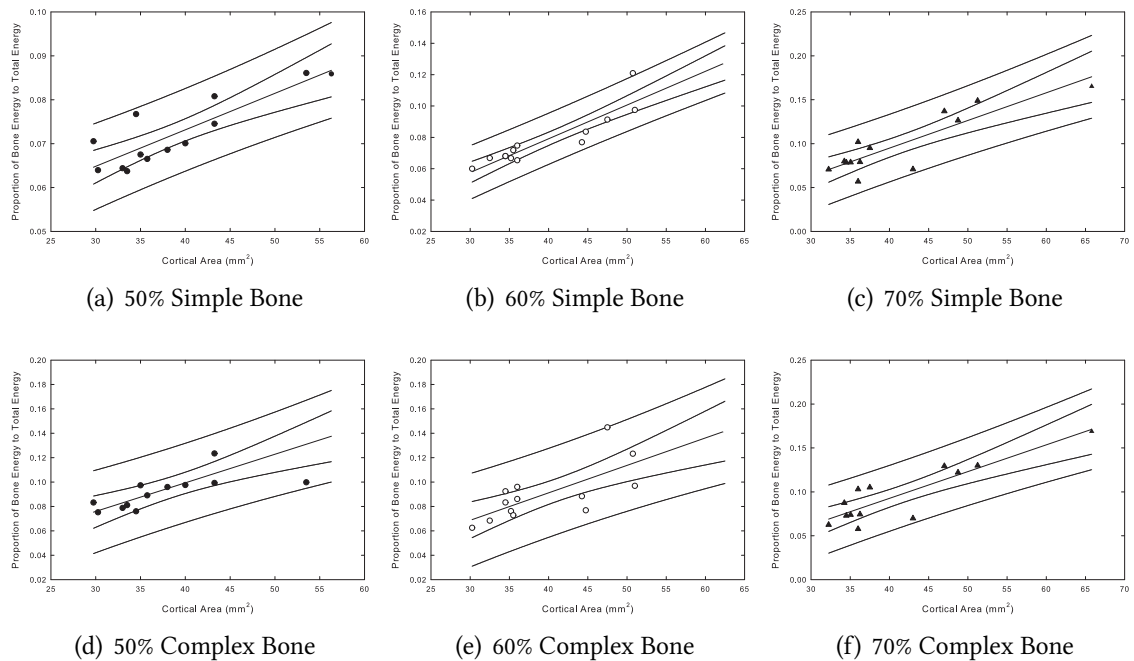 Proportion of Bone Energy to Total Energy
0.10
0.09
0.08
0.07
0.06
0.05
25 30 35 40 45 50 55 60
Cortical Area (mm²)
(a) 50% Simple Bone
Proportion of Bone Energy to Total Energy
0.16
0.14
0.12
0.10
0.08
0.06
0.04
0.02
25 30 35 40 45 50 55 60 65
Cortical Area (mm²)
(b) 60% Simple Bone
Proportion of Bone Energy to Total Energy
0.25
0.20
0.15
0.10
0.05
0.00
30 35 40 45 50 55 60 65 70
Cortical Area (mm²)
(c) 70% Simple Bone
Proportion of Bone Energy to Total Energy
0.20
0.18
0.16
0.14
0.12
0.10
0.08
0.06
0.04
0.02
25 30 35 40 45 50 55 60
Cortical Area (mm²)
(d) 50% Complex Bone
Proportion of Bone Energy to Total Energy
0.20
0.18
0.16
0.14
0.12
0.10
0.08
0.06
0.04
0.02
25 30 35 40 45 50 55 60 65
Cortical Area (mm²)
(e) 60% Complex Bone
Proportion of Bone Energy to Total Energy
0.25
0.20
0.15
0.10
0.05
0.00
30 35 40 45 50 55 60 65 70
Cortical Area (mm²)
(f) 70% Complex Bone